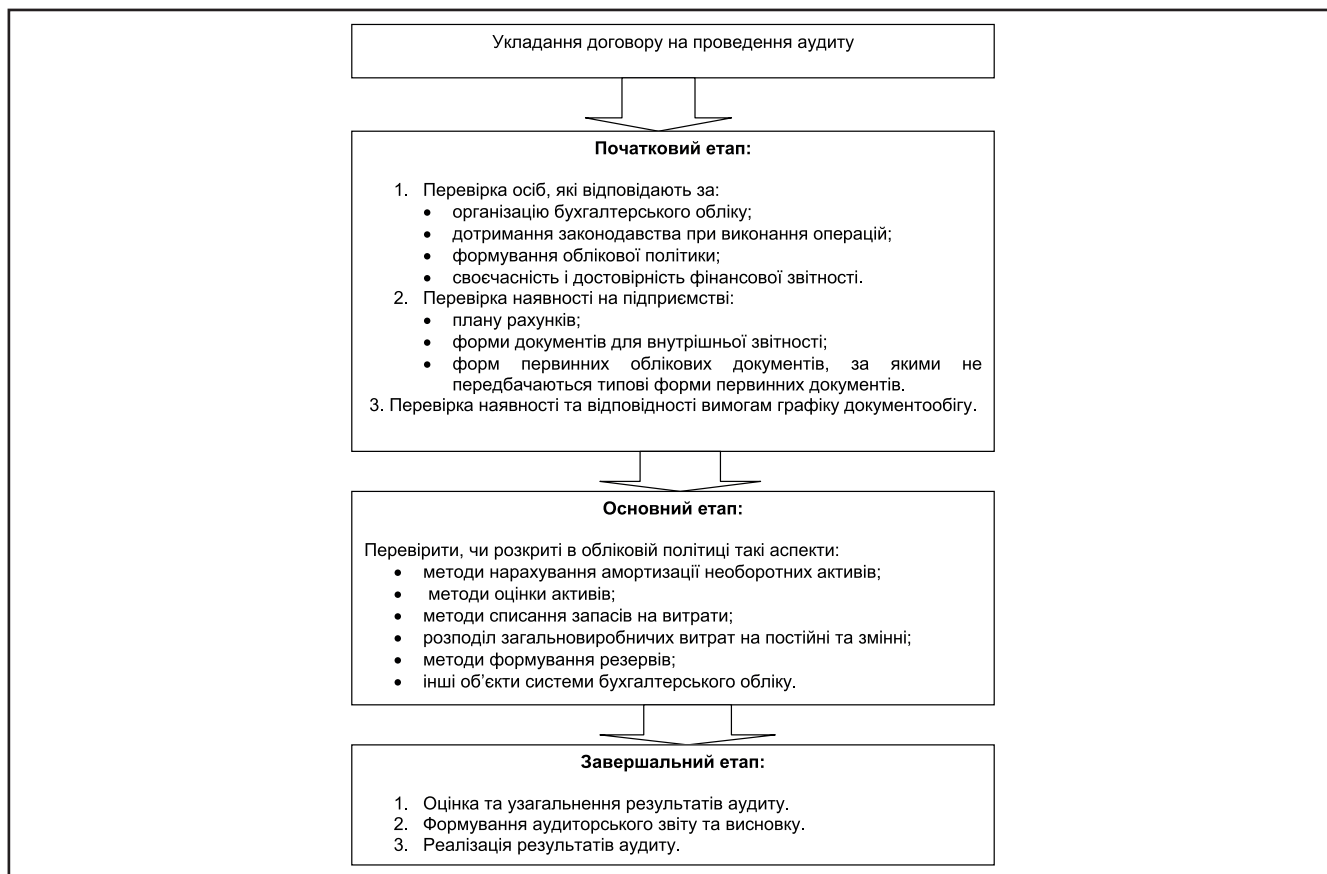 Укладання договору на проведення аудиту
Початковий етап:
1. Перевірка осіб, які відповідають за:
• організацію бухгалтерського обліку;
• дотримання законодавства при виконання операцій;
• формування облікової політики;
• своєчасність і достовірність фінансової звітності.
2. Перевірка наявності на підприємстві:
• плану рахунків;
• форми документів для внутрішньої звітності;
• форм первинних облікових документів, за якими не
передбачаються типові форми первинних документів.
3. Перевірка наявності та відповідності вимогам графіку документообігу.
Основний етап:
Перевірити, чи розкриті в обліковій політиці такі аспекти:
• методи нарахування амортизації необоротних активів;
• методи оцінки активів;
• методи списання запасів на витрати;
• розподіл загальновиробничих витрат на постійні та змінні;
• методи формування резервів;
• інші об’єкти системи бухгалтерського обліку.
Завершальний етап:
1. Оцінка та узагальнення результатів аудиту.
2. Формування аудиторського звіту та висновку.
3. Реалізація результатів аудиту.